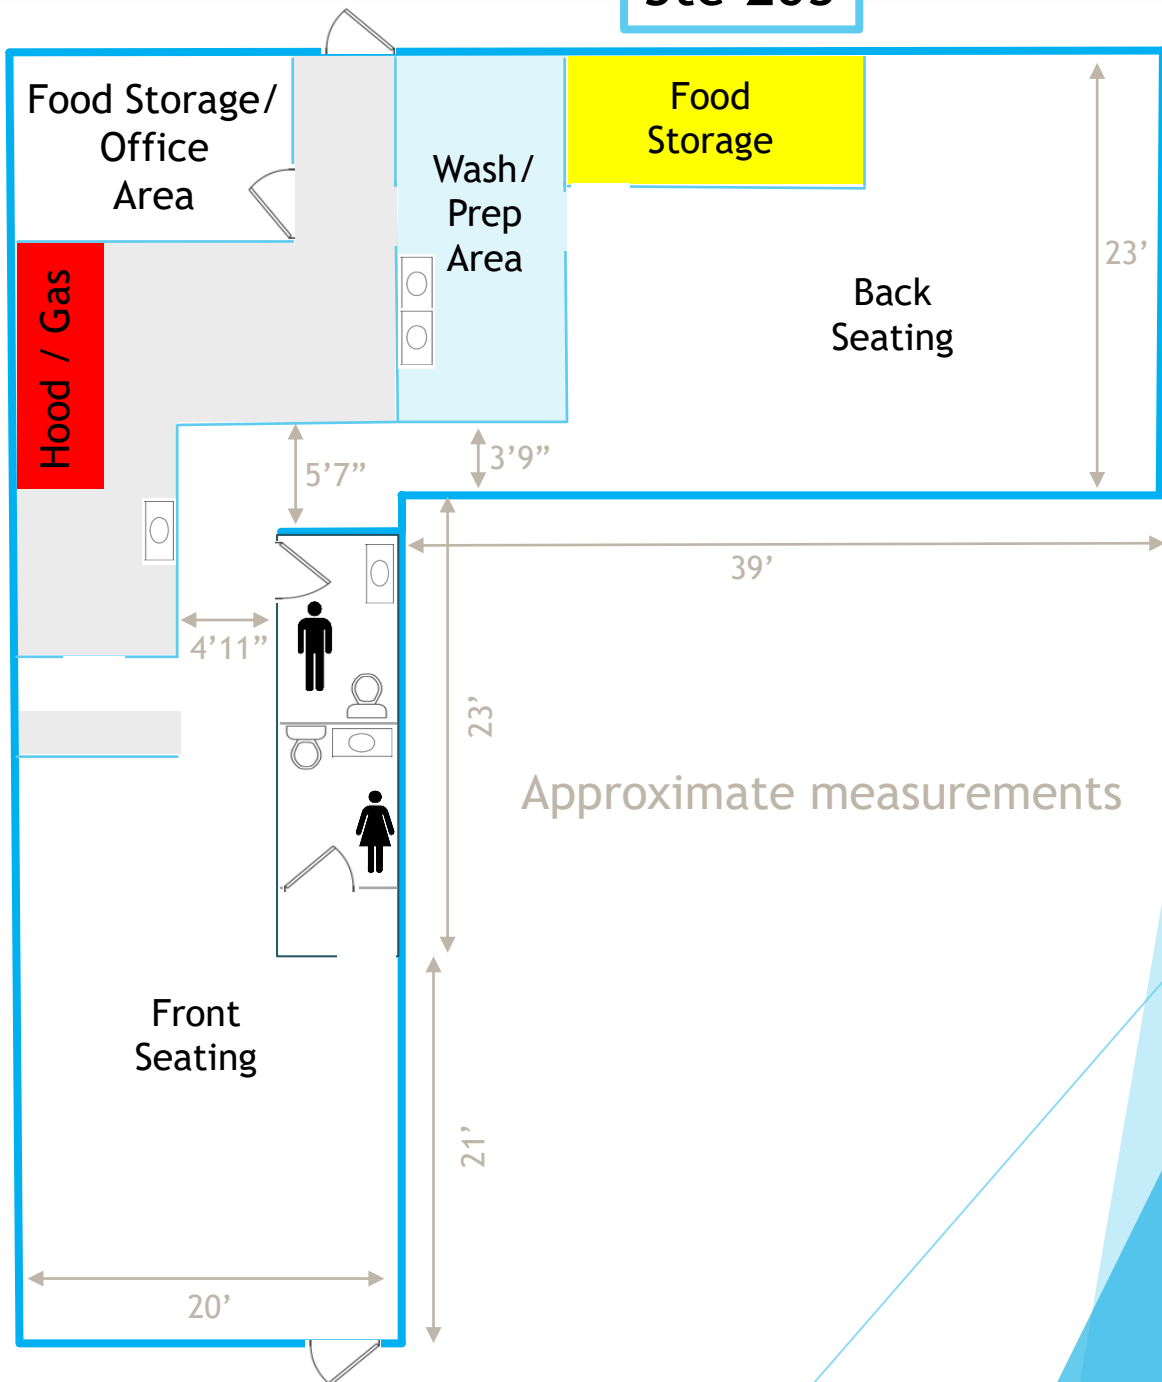 Food Storage/
Office
Area
Wash/
Prep
Area
Food
Storage
23’
Back
Seating
Hood / Gas
5’7”
3’9”
39’
4’11”
23’
Approximate measurements
Front
Seating
21’
20’